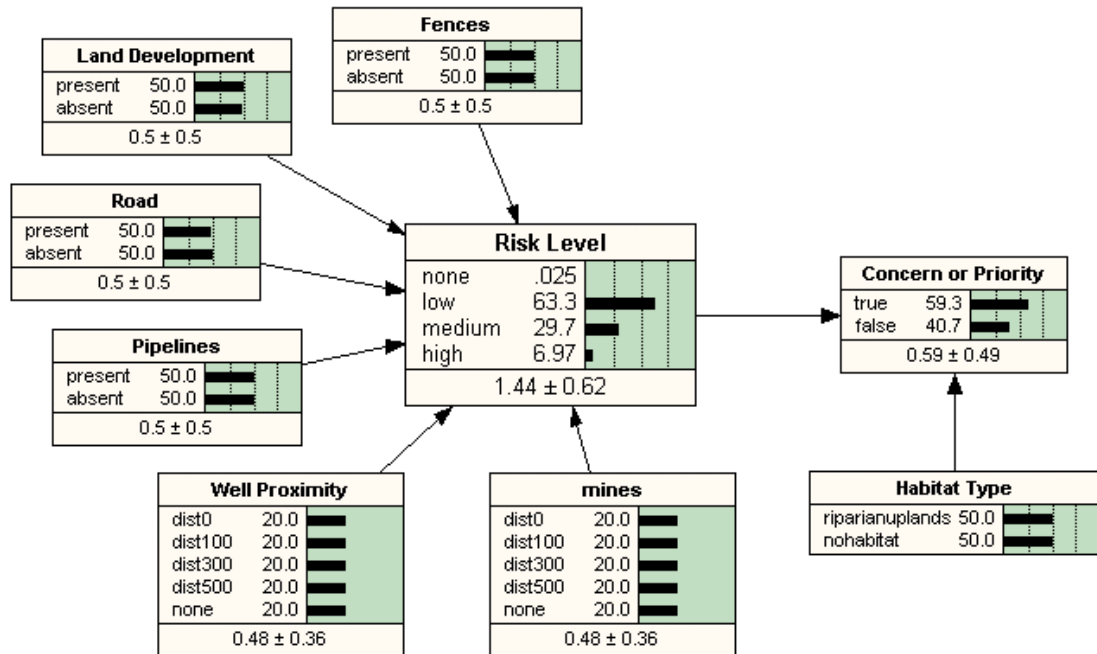 Fences
present 50.0
absent 50.0
0.5 ± 0.5
Land Development
present 50.0
absent 50.0
0.5 ± 0.5
Road
present 50.0
absent 50.0
0.5 ± 0.5
Risk Level
none .025
low 63.3
medium 29.7
high 6.97
1.44 ± 0.62
Concern or Priority
true 59.3
false 40.7
0.59 ± 0.49
Pipelines
present 50.0
absent 50.0
0.5 ± 0.5
Well Proximity
dist0 20.0
dist100 20.0
dist300 20.0
dist500 20.0
none 20.0
0.48 ± 0.36
mines
dist0 20.0
dist100 20.0
dist300 20.0
dist500 20.0
none 20.0
0.48 ± 0.36
Habitat Type
riparianuplands 50.0
nohabitat 50.0